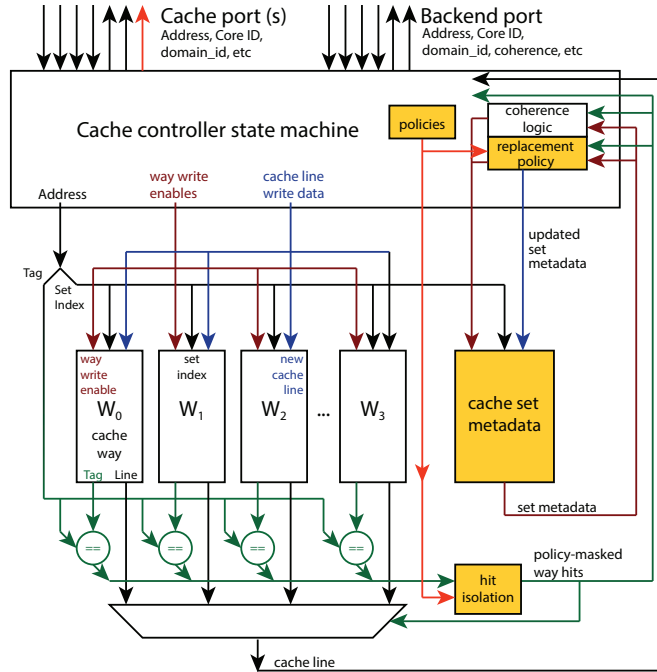 Cache port (s)
Address, Core ID,
domain_id, etc
Backend port
Address, Core ID,
domain_id, coherence, etc
Cache controller state machine
policies
coherence
logic
replacement
policy
Address
way write
enables
cache line
write data
updated
set
metadata
Tag
Set
Index
way
write
enable
W0
cache
way
Tag
Line
set
index
W1
new
cache
line
W2
...
W3
cache set
metadata
set metadata
==
==
==
==
hit
isolation
policy-masked
way hits
cache line